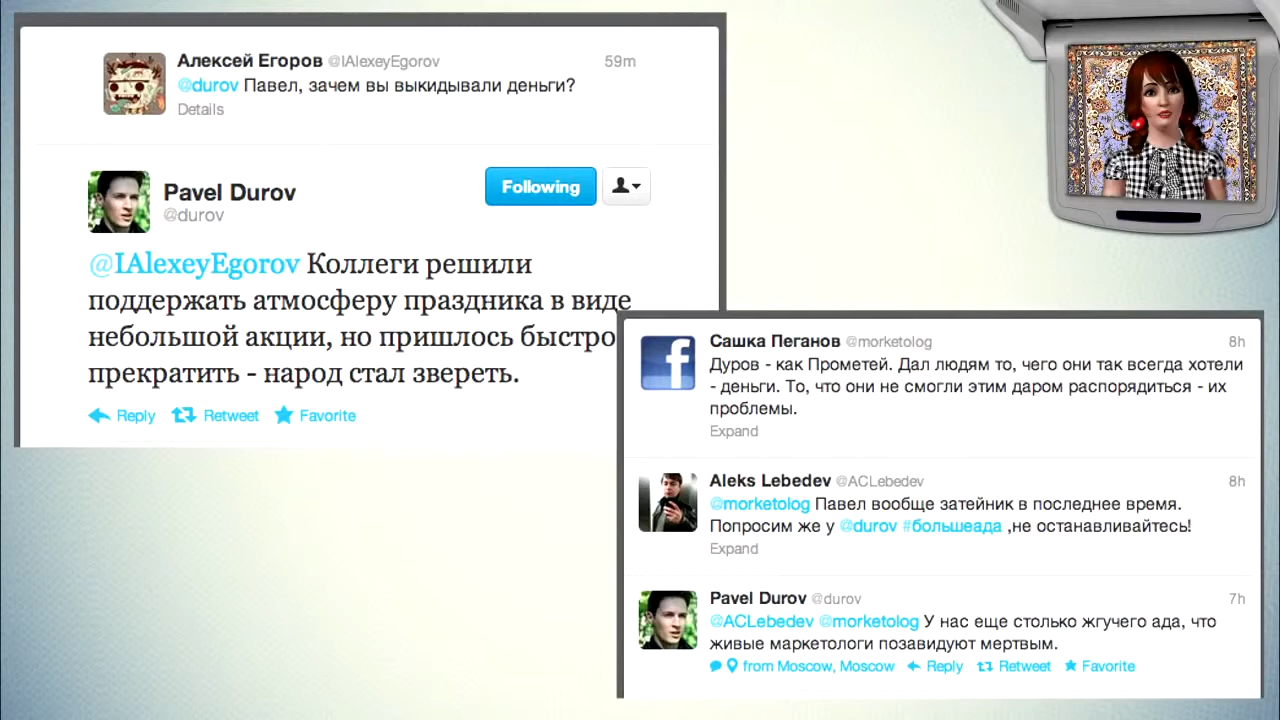 Алексей Егоров @IAlexeyEgorov 59m
@durov Павел, зачем вы выкидывали деньги?
Details
Pavel Durov
@durov
Following
@IAlexeyEgorov Коллеги решили
поддержать атмосферу праздника в виде
небольшой акции, но пришлось быстро
прекратить - народ стал звереть.
Reply Retweet Favorite
Сашка Пеганов @morketolog 8h
Дуров - как Прометей. Дал людям то, чего они так всегда хотели
- деньги. То, что они не смогли этим даром распорядиться - их
проблемы.
Expand
Aleks Lebedev @ACLebedev 8h
@morketolog Павел вообще затейник в последнее время.
Попросим же у @durov #большеада ,не останавливайтесь!
Expand
Pavel Durov @durov 7h
@ACLebedev @morketolog У нас еще столько жгучего ада, что
живые маркетологи позавидуют мертвым.
from Moscow, Moscow Reply Retweet Favorite